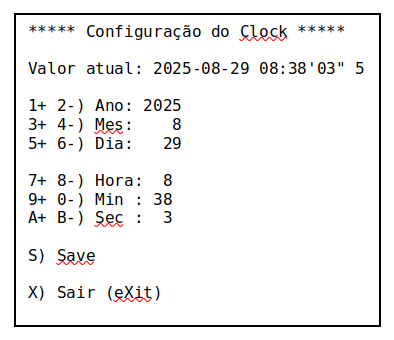 ***** Configuração do Clock *****
Valor atual: 2025-08-29 08:38'03" 5
1+ 2-) Ano: 2025
3+ 4-) Mes:    8
5+ 6-) Dia:   29
7+ 8-) Hora:  8
9+ 0-) Min : 38
A+ B-) Sec :  3
S) Save
X) Sair (eXit)